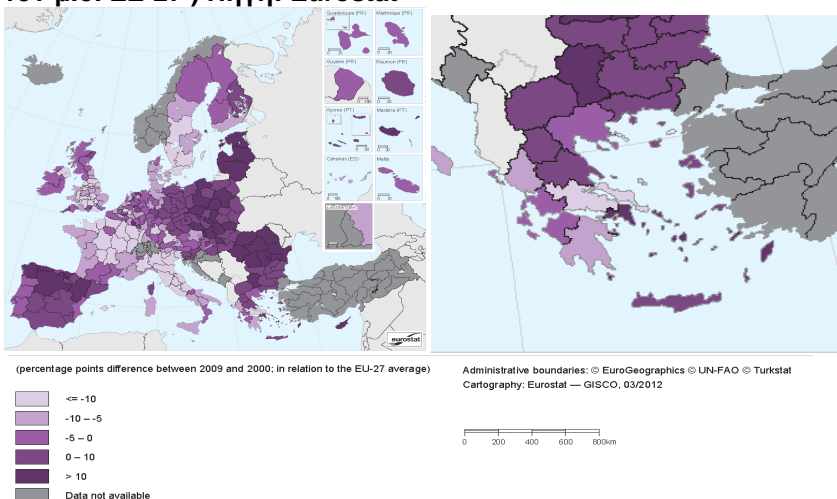 Guadeloupe (FR)
Martinique (FR)
Guyane (FR)
Réunion (FR)
Açores (PT)
Madeira (PT)
Canarias (ES)
Malta
Liechtenstein
eurostat
(percentage points difference between 2009 and 2000; in relation to the EU-27 average)
<= -10
-10 – -5
-5 – 0
0 – 10
> 10
Data not available
Administrative boundaries: © EuroGeographics © UN-FAO © Turkstat
Cartography: Eurostat — GISCO, 03/2012
0 200 400 600 800km